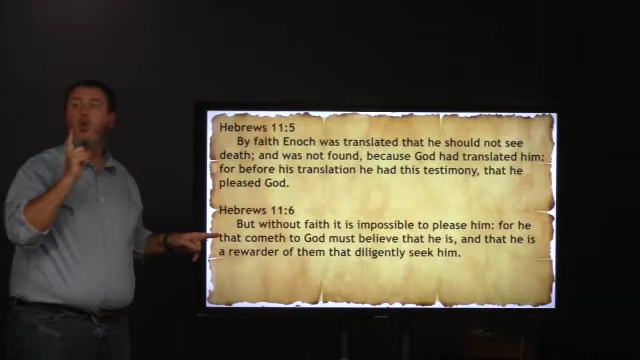 Hebrews 11:5
By faith Enoch was translated that he should not see
death; and was not found, because God had translated him:
for before his translation he had this testimony, that he
pleased God.
Hebrews 11:6
But without faith it is impossible to please him: for he
that cometh to God must believe that he is, and that he is
a rewarder of them that diligently seek him.